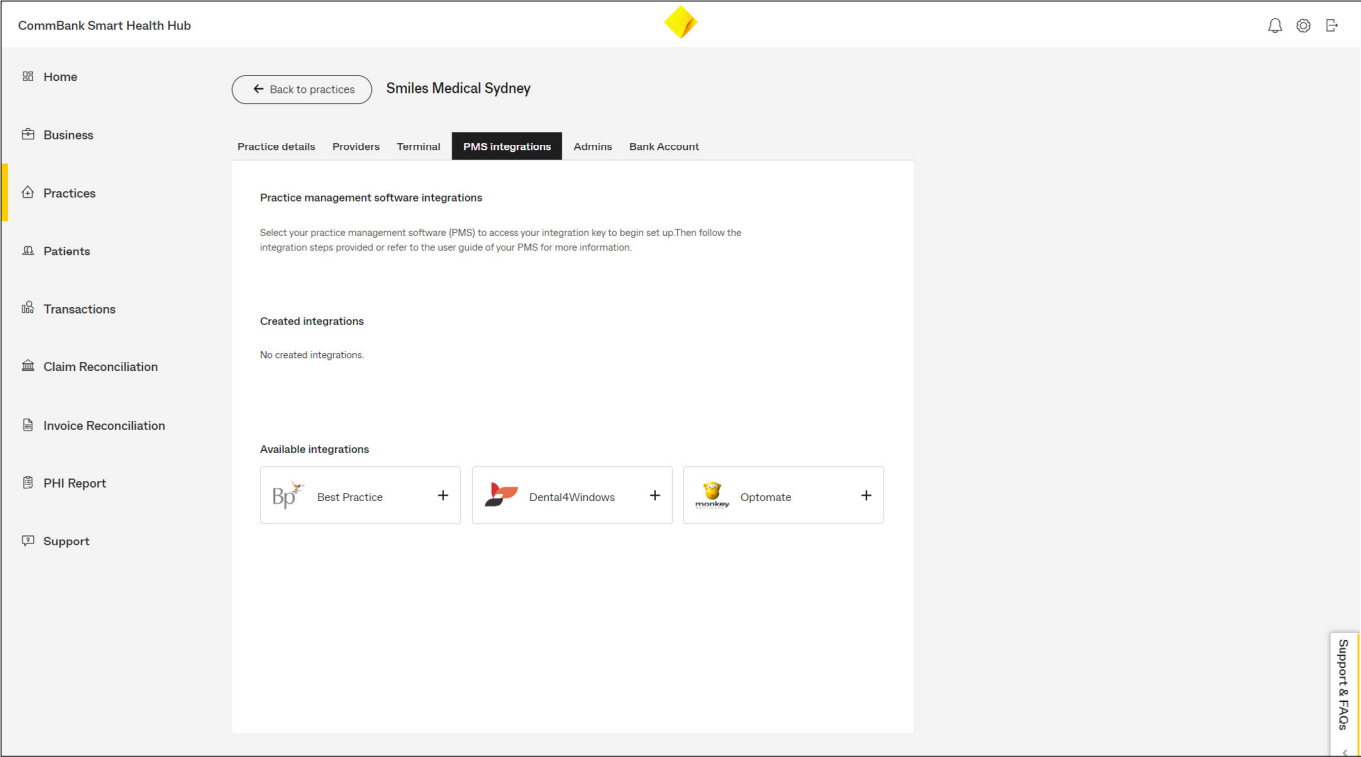 CommBank Smart Health Hub
Home
Business
Practices
Patients
Transactions
Claim Reconciliation
Invoice Reconciliation
PHI Report
Support
Back to practices
Smiles Medical Sydney
Practice details
Providers
Terminal
PMS integrations
Admins
Bank Account
Practice management software integrations
Select your practice management software (PMS) to access your integration key to begin set up.Then follow the
integration steps provided or refer to the user guide of your PMS for more information.
Created integrations
No created integrations.
Available integrations
Bp
Best Practice
Dental4Windows
monkey
Optomate
Support & FAQs